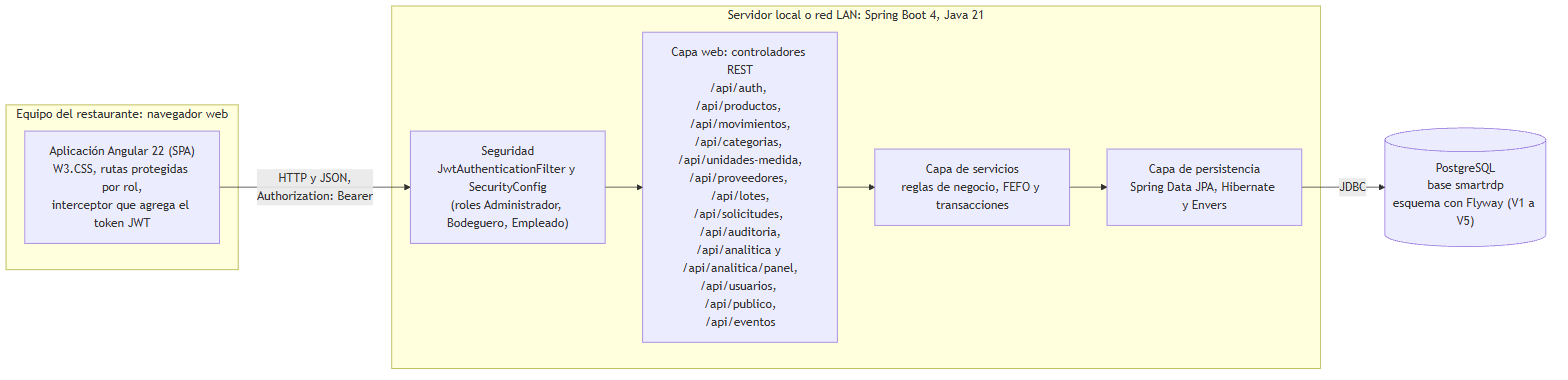 Equipo del restaurante: navegador web
Aplicación Angular 22 (SPA)
W3.CSS, rutas protegidas
por rol,
interceptor que agrega el
token JWT
HTTP y JSON,
Authorization: Bearer
Servidor local o red LAN: Spring Boot 4, Java 21
Seguridad
JwtAuthenticationFilter y
SecurityConfig
(roles Administrador,
Bodeguero, Empleado)
Capa web: controladores
REST
/api/auth,
/api/productos,
/api/movimientos,
/api/categorias,
/api/unidades-medida,
/api/proveedores,
/api/lotes,
/api/solicitudes,
/api/auditoria,
/api/analitica y
/api/analitica/panel,
/api/usuarios,
/api/publico,
/api/eventos
Capa de servicios
reglas de negocio, FEFO y
transacciones
Capa de persistencia
Spring Data JPA, Hibernate
y Envers
JDBC
PostgreSQL
base smartrdp
esquema con Flyway (V1 a
V5)